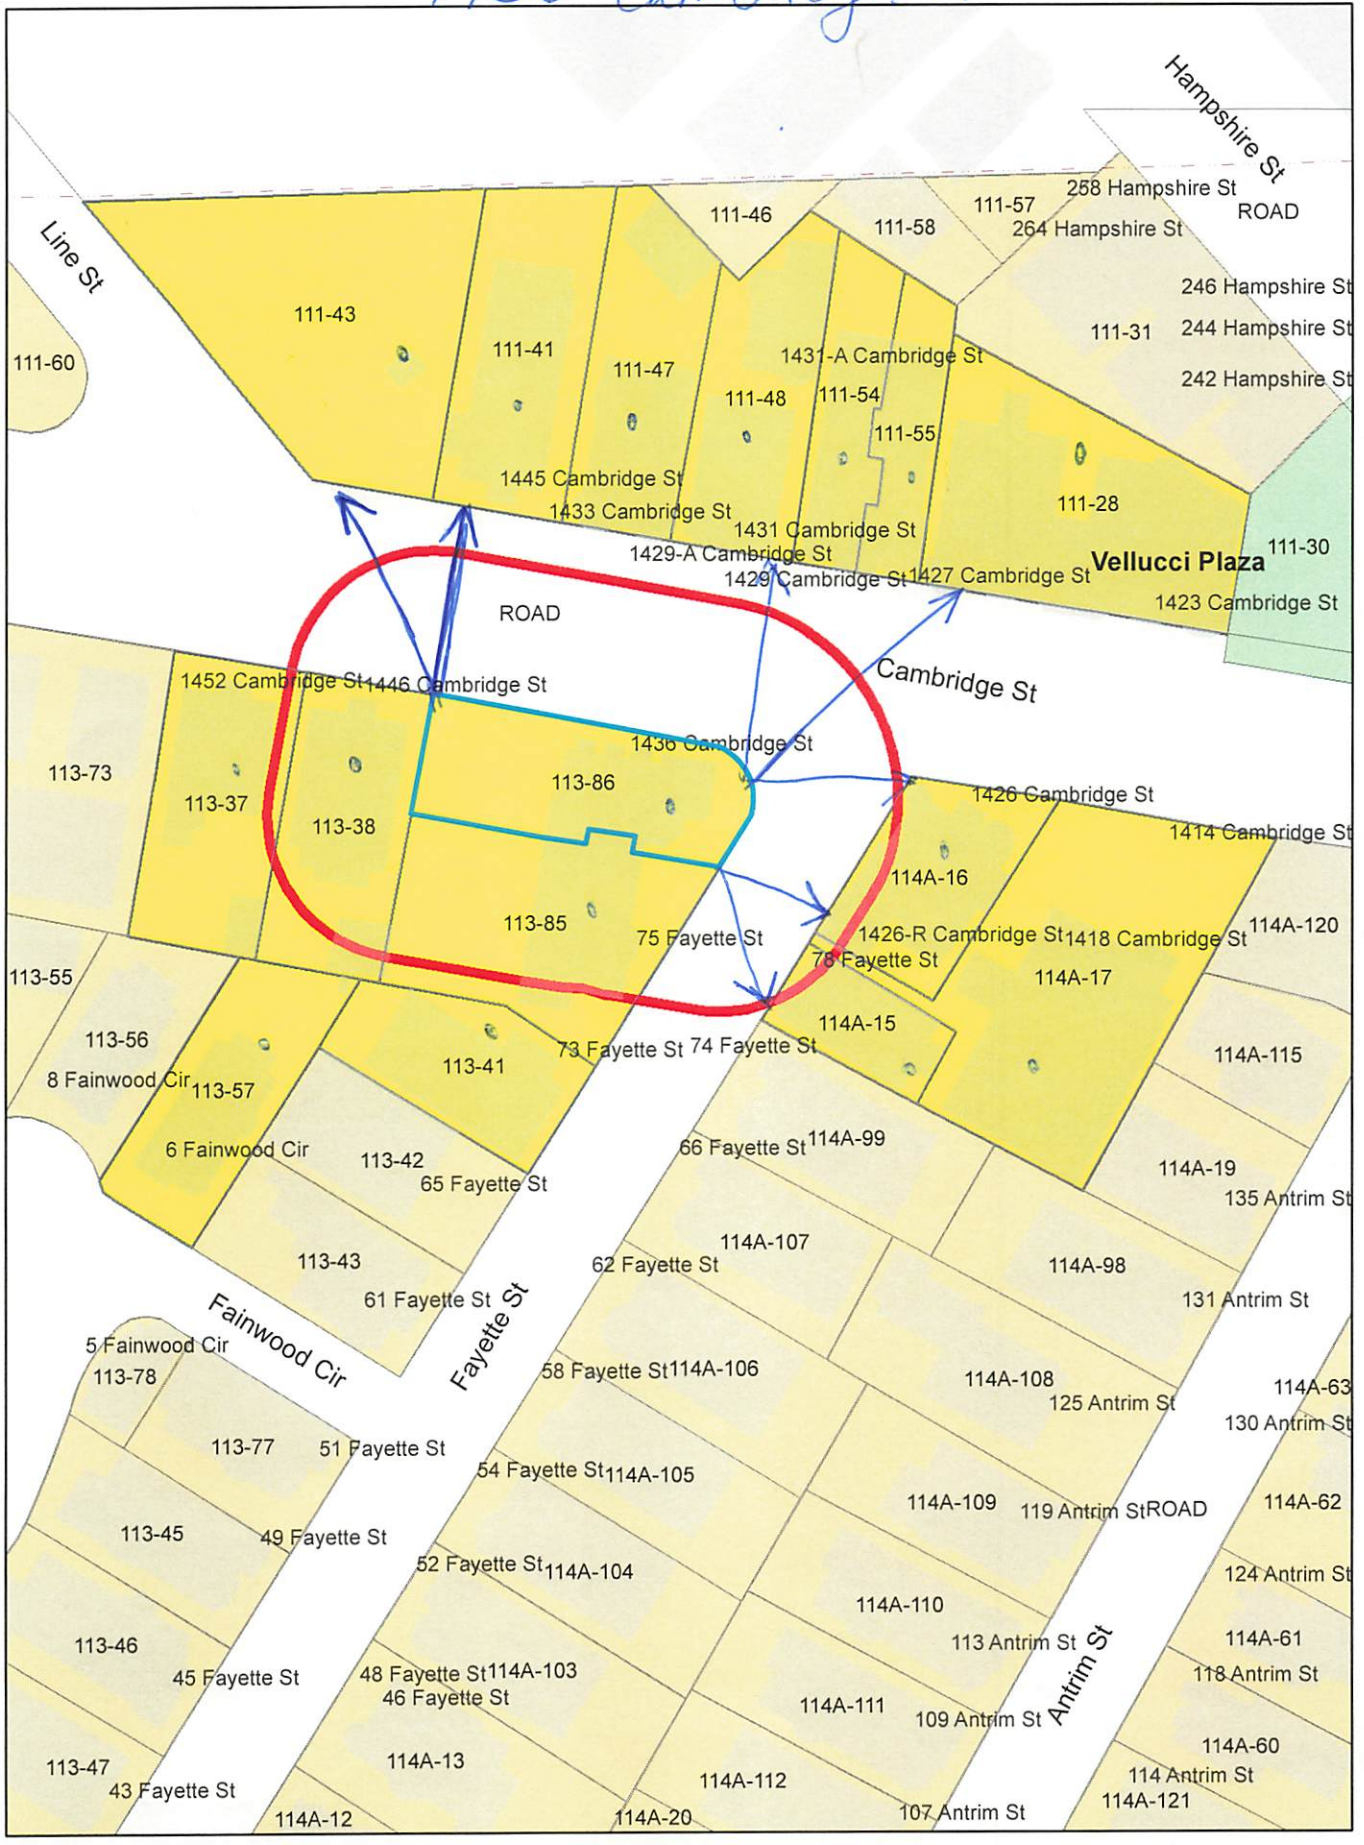 Hampshire St
258 Hampshire St
111-57
111-46
ROAD
111-58
264 Hampshire St
Line St
246 Hampshire St
111-43
244 Hampshire St
111-31
111-41
1431-A Cambridge St
111-60
111-47
242 Hampshire St
111-54
111-48
111-55
1445 Cambridge St
111-28
1433 Cambridge St
1431 Cambridge St
111-30
1429-A Cambridge St
Vellucci Plaza
1429 Cambridge St
1427 Cambridge St
1423 Cambridge St
ROAD
Cambridge St
1452 Cambridge St
1446 Cambridge St
1436 Cambridge St
113-73
113-86
1426 Cambridge St
113-37
113-38
1414 Cambridge St
114A-16
113-85
114A-120
75 Fayette St
1426-R Cambridge St
1418 Cambridge St
78 Fayette St
113-55
114A-17
114A-15
113-56
73 Fayette St
74 Fayette St
114A-115
113-41
8 Fainwood Cir
113-57
114A-99
66 Fayette St
6 Fainwood Cir
113-42
114A-19
65 Fayette St
135 Antrim St
114A-107
113-43
62 Fayette St
114A-98
61 Fayette St
131 Antrim St
Fainwood Cir
Fayette St
5 Fainwood Cir
113-78
58 Fayette St
114A-106
114A-108
114A-63
125 Antrim St
130 Antrim St
113-77
51 Fayette St
54 Fayette St
114A-105
114A-109
119 Antrim St
ROAD
114A-62
113-45
49 Fayette St
52 Fayette St
114A-104
124 Antrim St
114A-110
113-46
113 Antrim St
114A-61
45 Fayette St
48 Fayette St
114A-103
118 Antrim St
46 Fayette St
114A-111
109 Antrim St
Antrim St
114A-60
113-47
114A-13
114A-112
114 Antrim St
43 Fayette St
114A-121
114A-12
114A-20
107 Antrim St